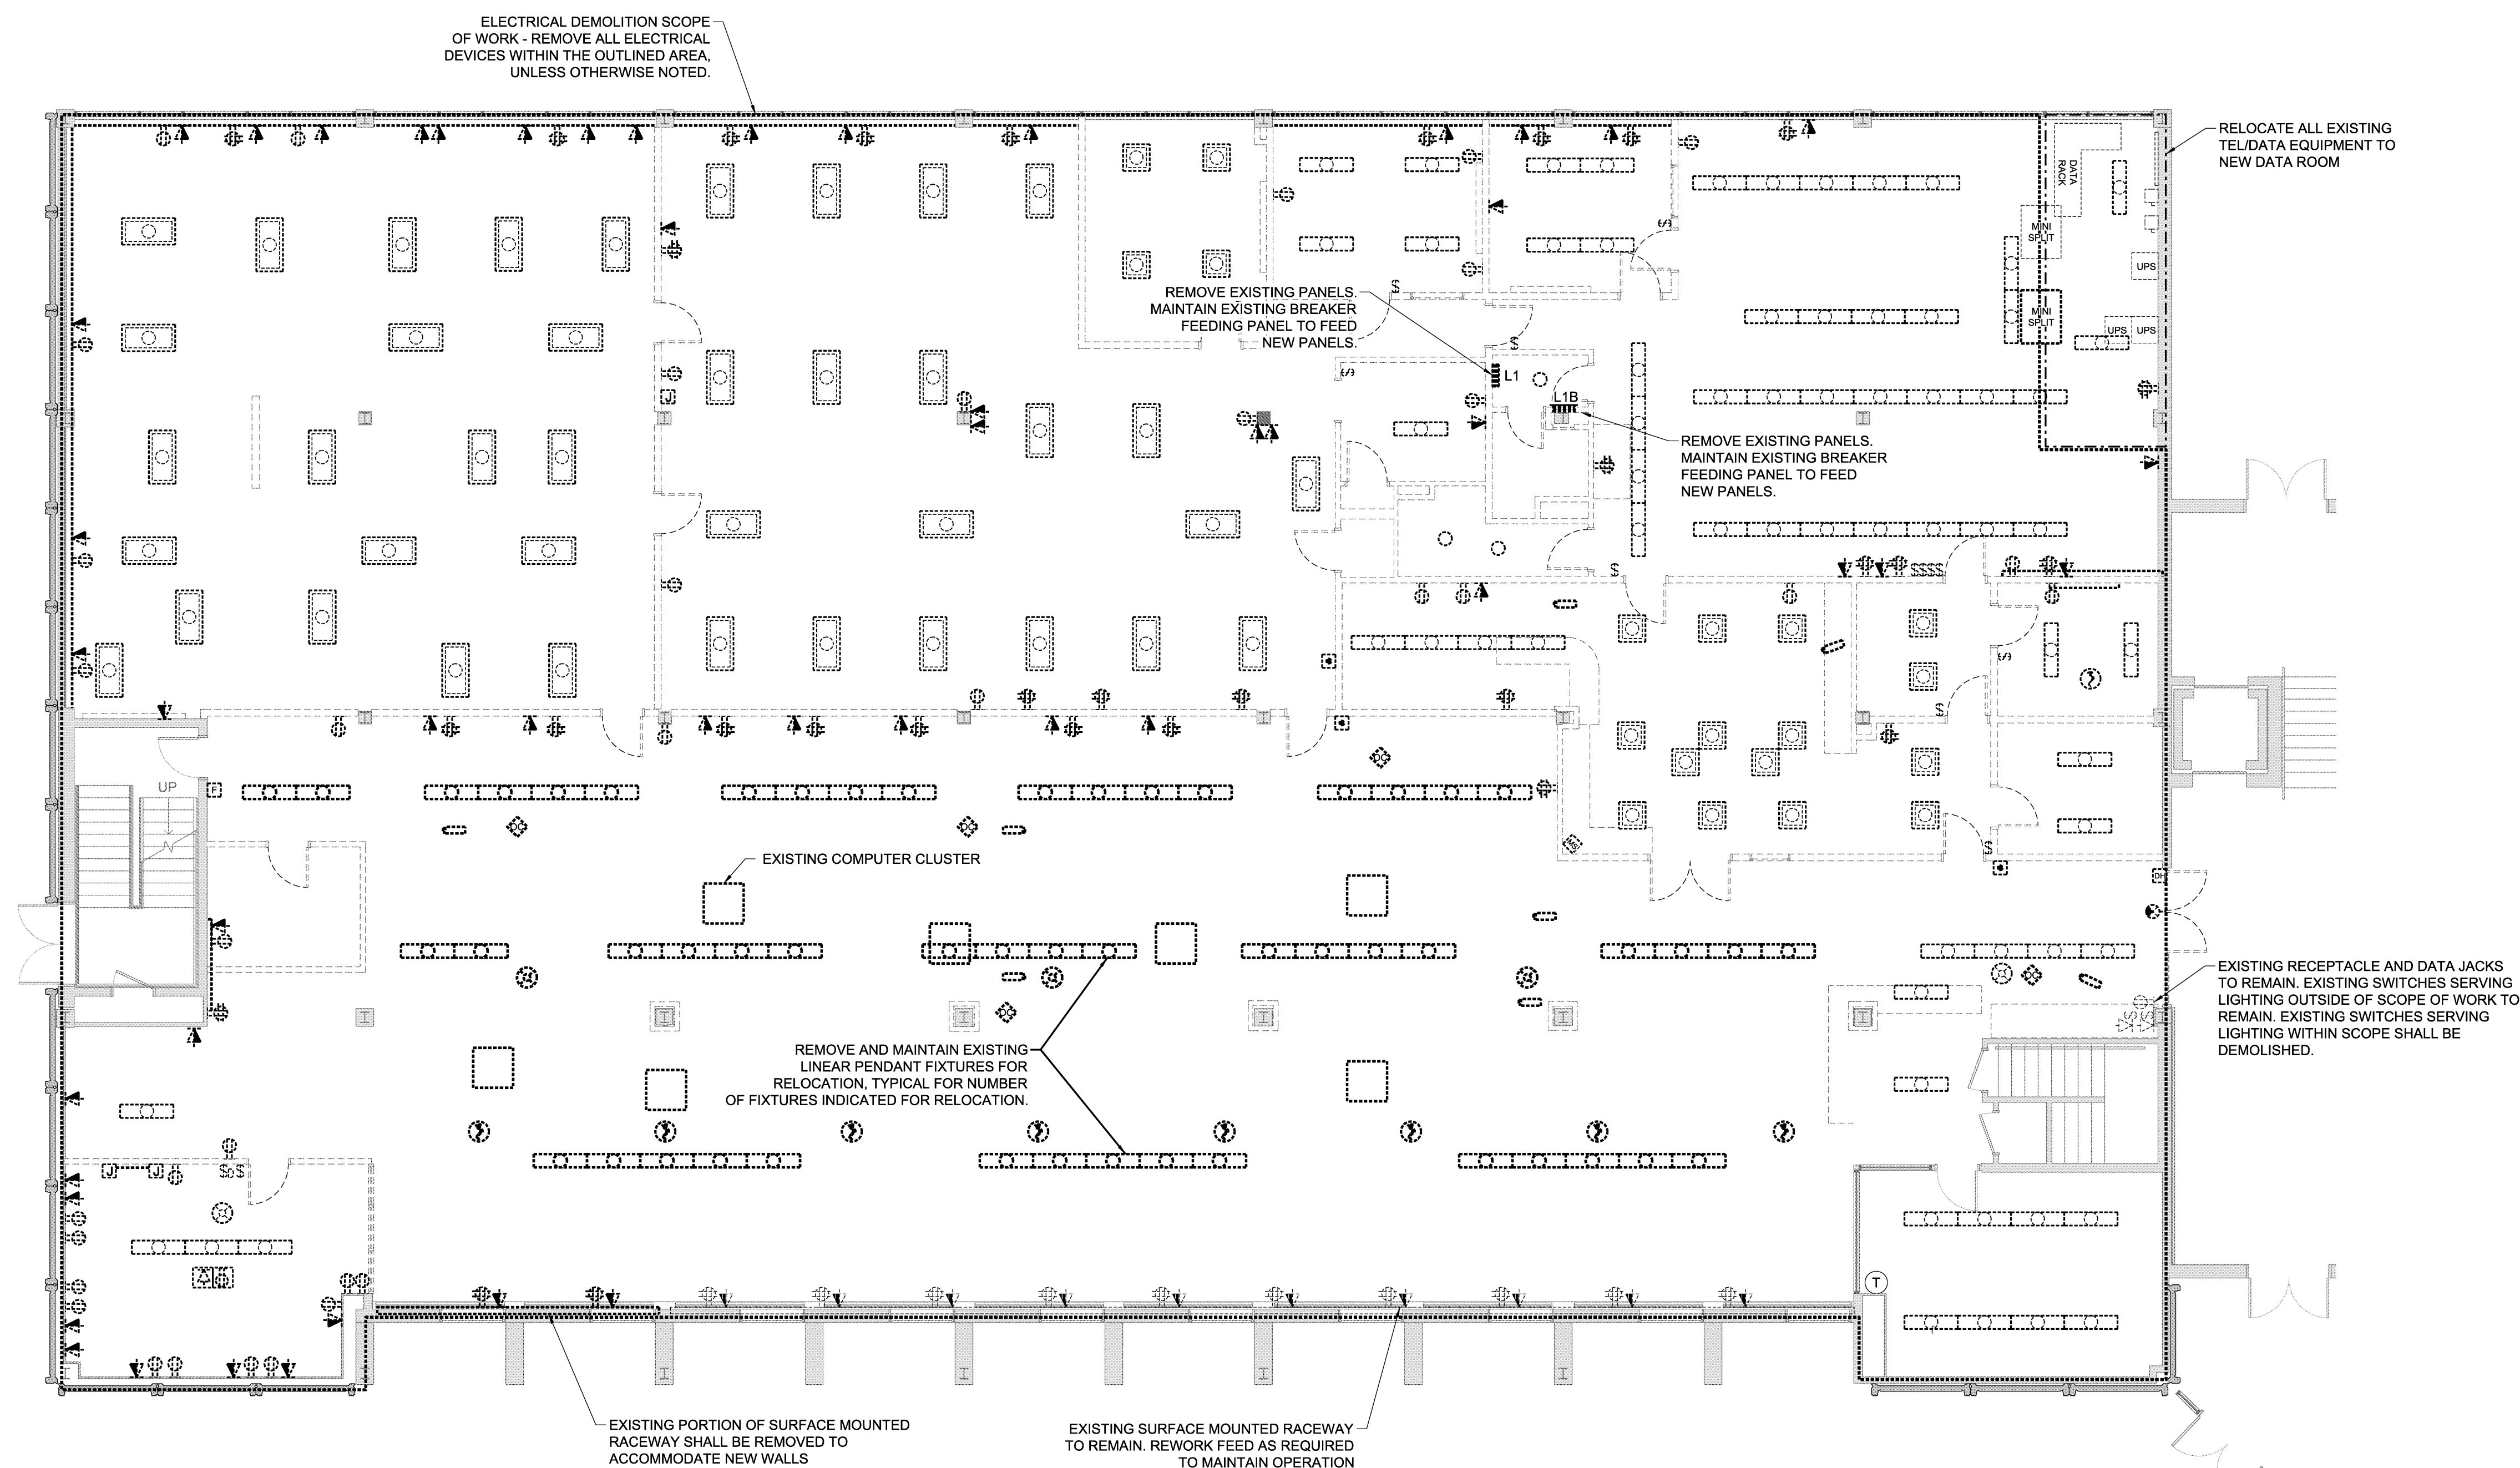 ELECTRICAL DEMOLITION SCOPE
OF WORK - REMOVE ALL ELECTRICAL
DEVICES WITHIN THE OUTLINED AREA,
UNLESS OTHERWISE NOTED.
RELOCATE ALL EXISTING
TEL/DATA EQUIPMENT TO
NEW DATA ROOM
DATA
RACK
MINI
SPLIT
UPS
MINI
SPLIT
UPS
UPS
$
REMOVE EXISTING PANELS.
MAINTAIN EXISTING BREAKER
FEEDING PANEL TO FEED
NEW PANELS.
$
L1
L1B
J
REMOVE EXISTING PANELS.
MAINTAIN EXISTING BREAKER
FEEDING PANEL TO FEED
NEW PANELS.
$
$$$$
$
UP
F
MS
$
DH
EXISTING COMPUTER CLUSTER
EXISTING RECEPTACLE AND DATA JACKS
TO REMAIN. EXISTING SWITCHES SERVING
LIGHTING OUTSIDE OF SCOPE OF WORK TO
REMAIN. EXISTING SWITCHES SERVING
LIGHTING WITHIN SCOPE SHALL BE
DEMOLISHED.
REMOVE AND MAINTAIN EXISTING
LINEAR PENDANT FIXTURES FOR
RELOCATION, TYPICAL FOR NUMBER
OF FIXTURES INDICATED FOR RELOCATION.
J
J
T
EXISTING PORTION OF SURFACE MOUNTED
RACEWAY SHALL BE REMOVED TO
ACCOMMODATE NEW WALLS
EXISTING SURFACE MOUNTED RACEWAY
TO REMAIN. REWORK FEED AS REQUIRED
TO MAINTAIN OPERATION